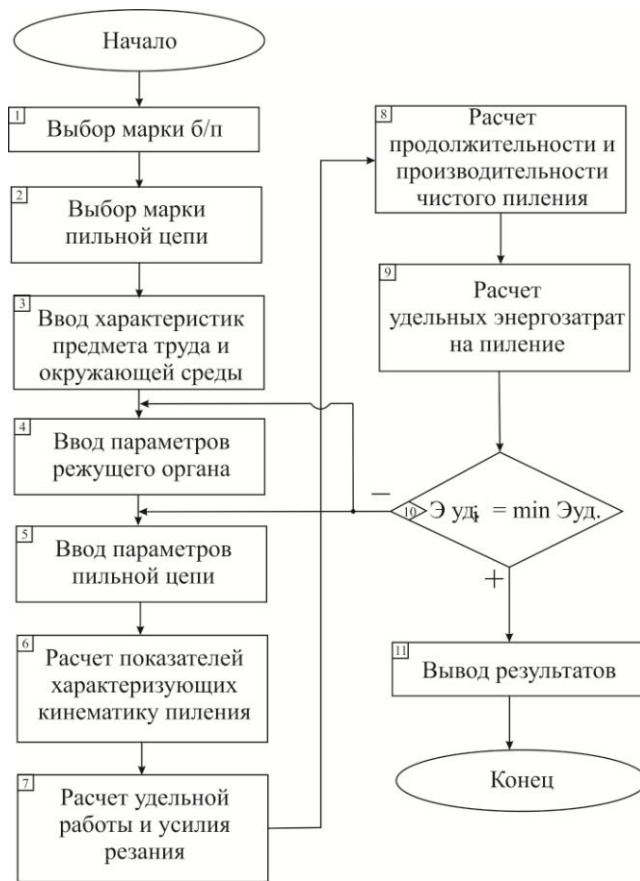 Начало
1
Выбор марки б/п
2
Выбор марки
пильной цепи
3
Ввод характеристик
предмета труда и
окружающей среды
4
Ввод параметров
режущего органа
5
Ввод параметров
пильной цепи
6
Расчет показателей
характеризующих
кинематику пиления
7
Расчет удельной
работы и усилия
резания
8
Расчет
продолжительности и
производительности
чистого пиления
9
Расчет
удельных энергозатрат
на пиление
–
10
Э удi = min Эуд.
+
11
Вывод результатов
Конец